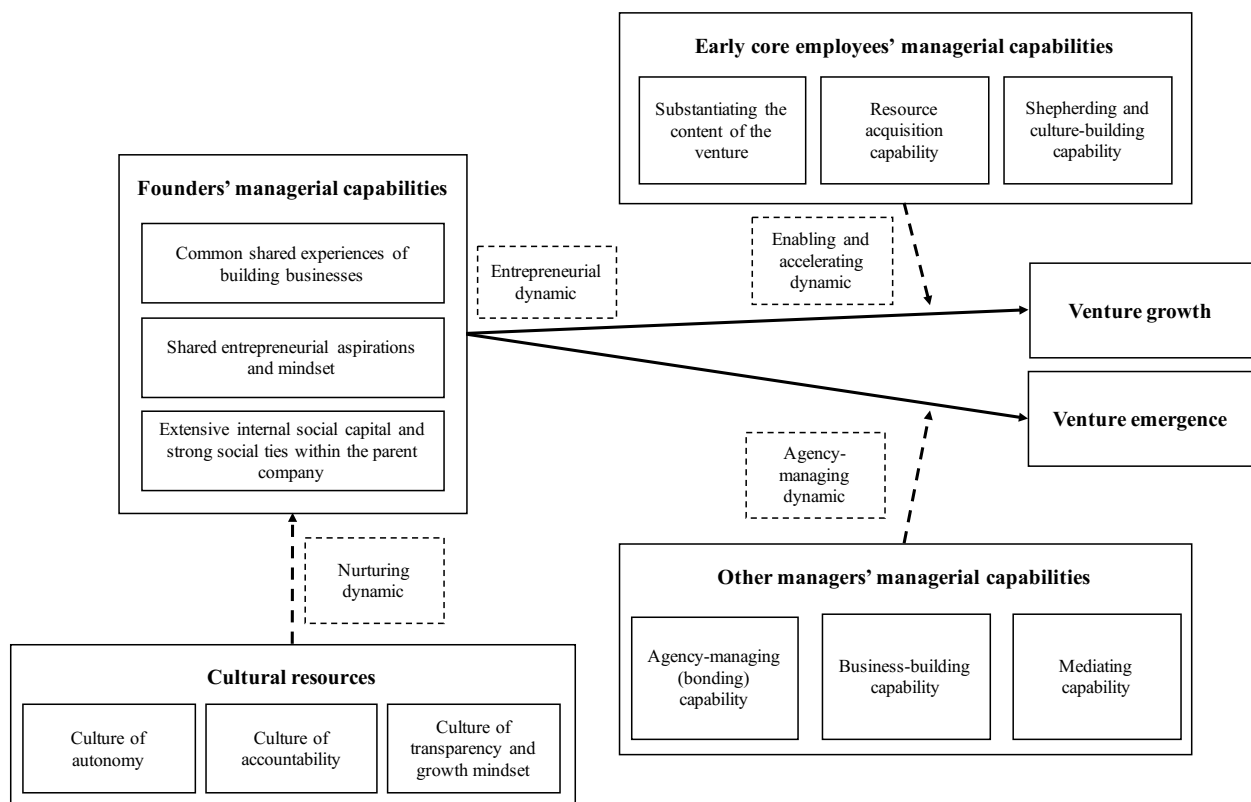 Early core employees’ managerial capabilities
Substantiating the
content of the
venture
Resource
acquisition
capability
Shepherding and
culture-building
capability
Founders’ managerial capabilities
Common shared experiences of
building businesses
Shared entrepreneurial aspirations
and mindset
Extensive internal social capital and
strong social ties within the parent
company
Entrepreneurial
dynamic
Enabling and
accelerating
dynamic
Venture growth
Venture emergence
Agency-
managing
dynamic
Nurturing
dynamic
Other managers’ managerial capabilities
Agency-managing
(bonding)
capability
Business-building
capability
Mediating
capability
Cultural resources
Culture of
autonomy
Culture of
accountability
Culture of
transparency and
growth mindset